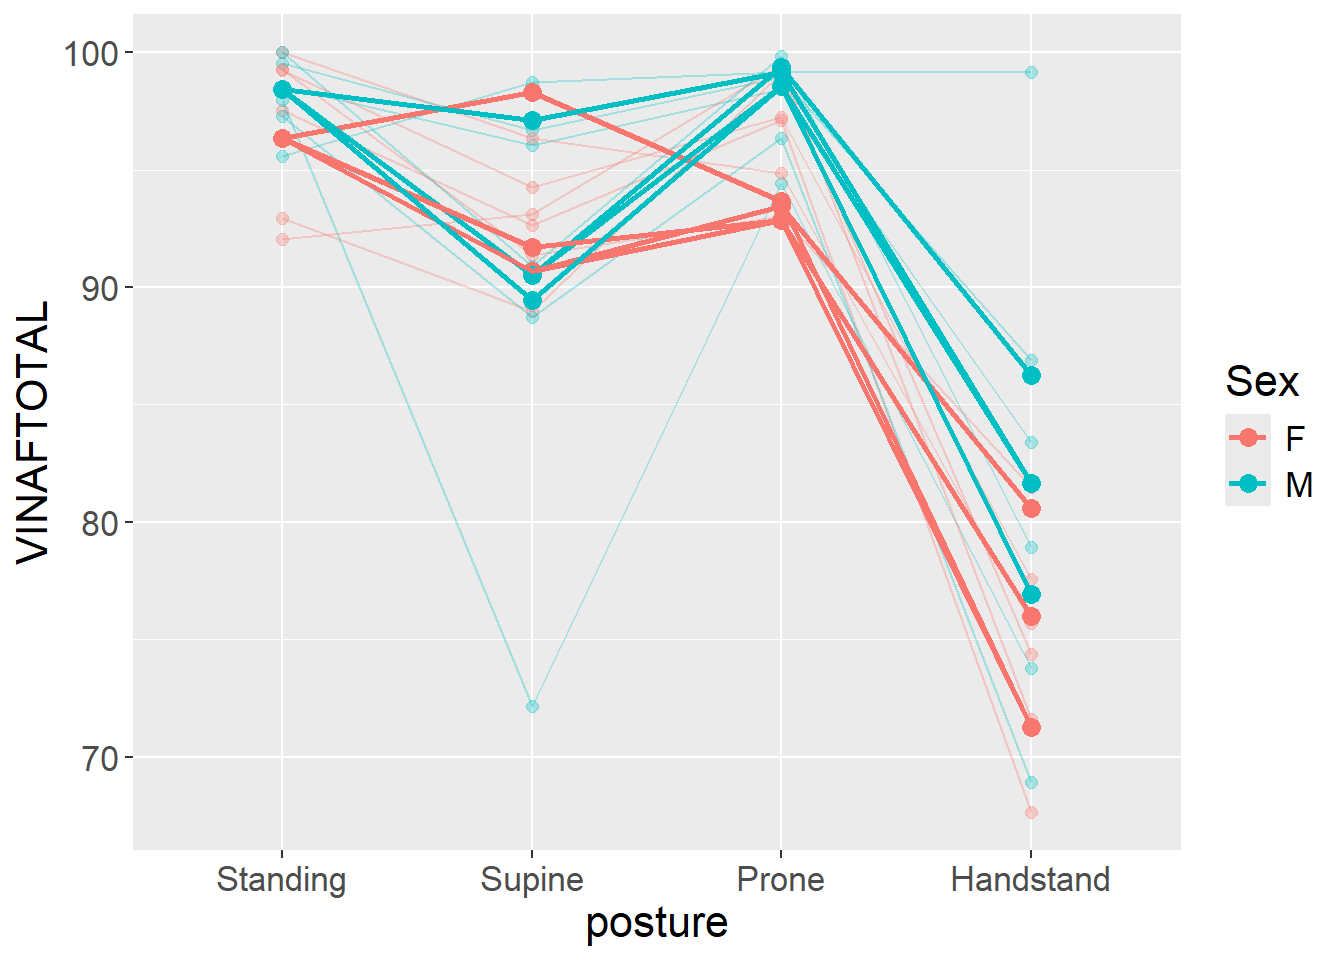 100
90
80
70
VINAFTOTAL
Standing Supine Prone Handstand
posture
Sex
F
M